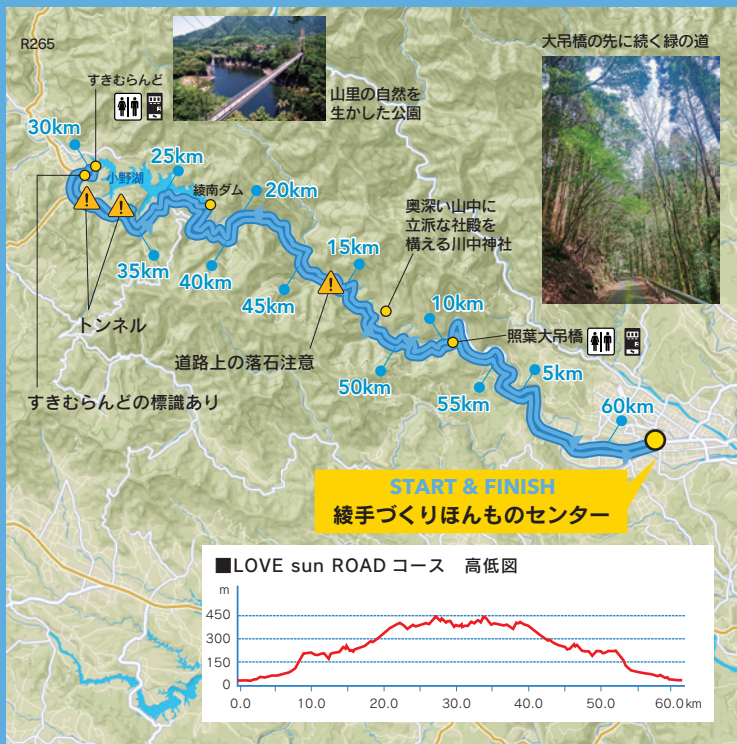 R265
すきむらんど
山里の自然を
生かした公園
大吊橋の先に続く緑の道
30km
25km
小野湖
綾南ダム
20km
奥深い山中に
立派な社殿を
構える川中神社
15km
35km
40km
45km
10km
トンネル
照葉大吊橋
道路上の落石注意
5km
50km
55km
すきむらんどの標識あり
60km
START & FINISH
綾手づくりほんものセンター
■LOVE sun ROAD コース 高低図
m
450
300
150
0
0.0 10.0 20.0 30.0 40.0 50.0 60.0km